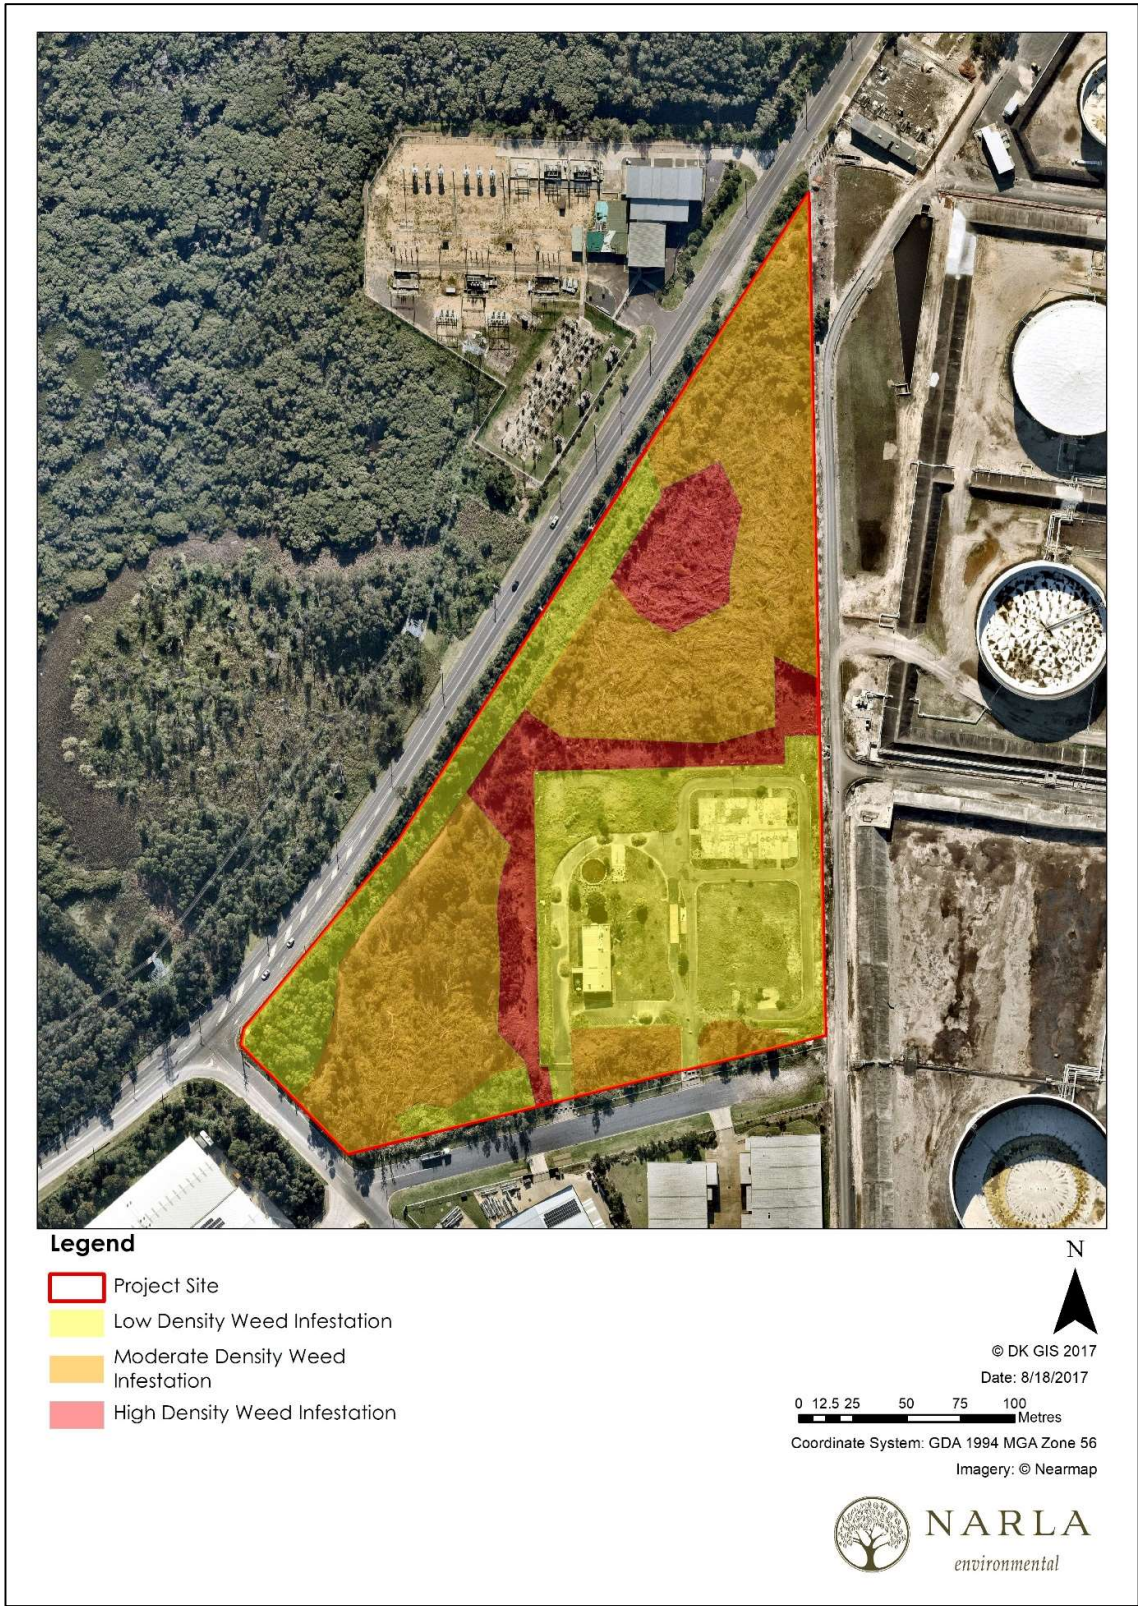 Legend
Project Site
Low Density Weed Infestation
Moderate Density Weed
Infestation
High Density Weed Infestation
N
© DK GIS 2017
Date: 8/18/2017
0 12.5 25 50 75 100
Metres
Coordinate System: GDA 1994 MGA Zone 56
Imagery: © Nearmap
NARLA
environmental